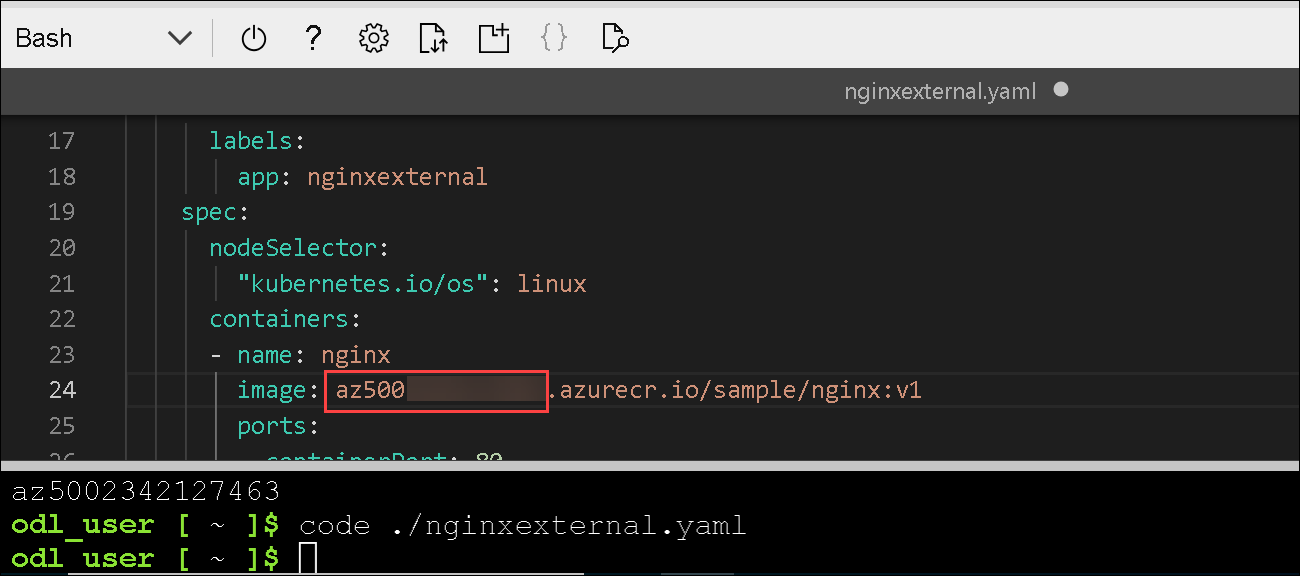 Bash
nginxexternal.yaml
17 labels:
18 app: nginxexternal
19 spec:
20 nodeSelector:
21 "kubernetes.io/os": linux
22 containers:
23 - name: nginx
24 image: az500 .azurecr.io/sample/nginx:v1
25 ports:
26 containerPort: 80
az5002342127463
odl_user [ ~ ]$ code ./nginxexternal.yaml
odl_user [ ~ ]$